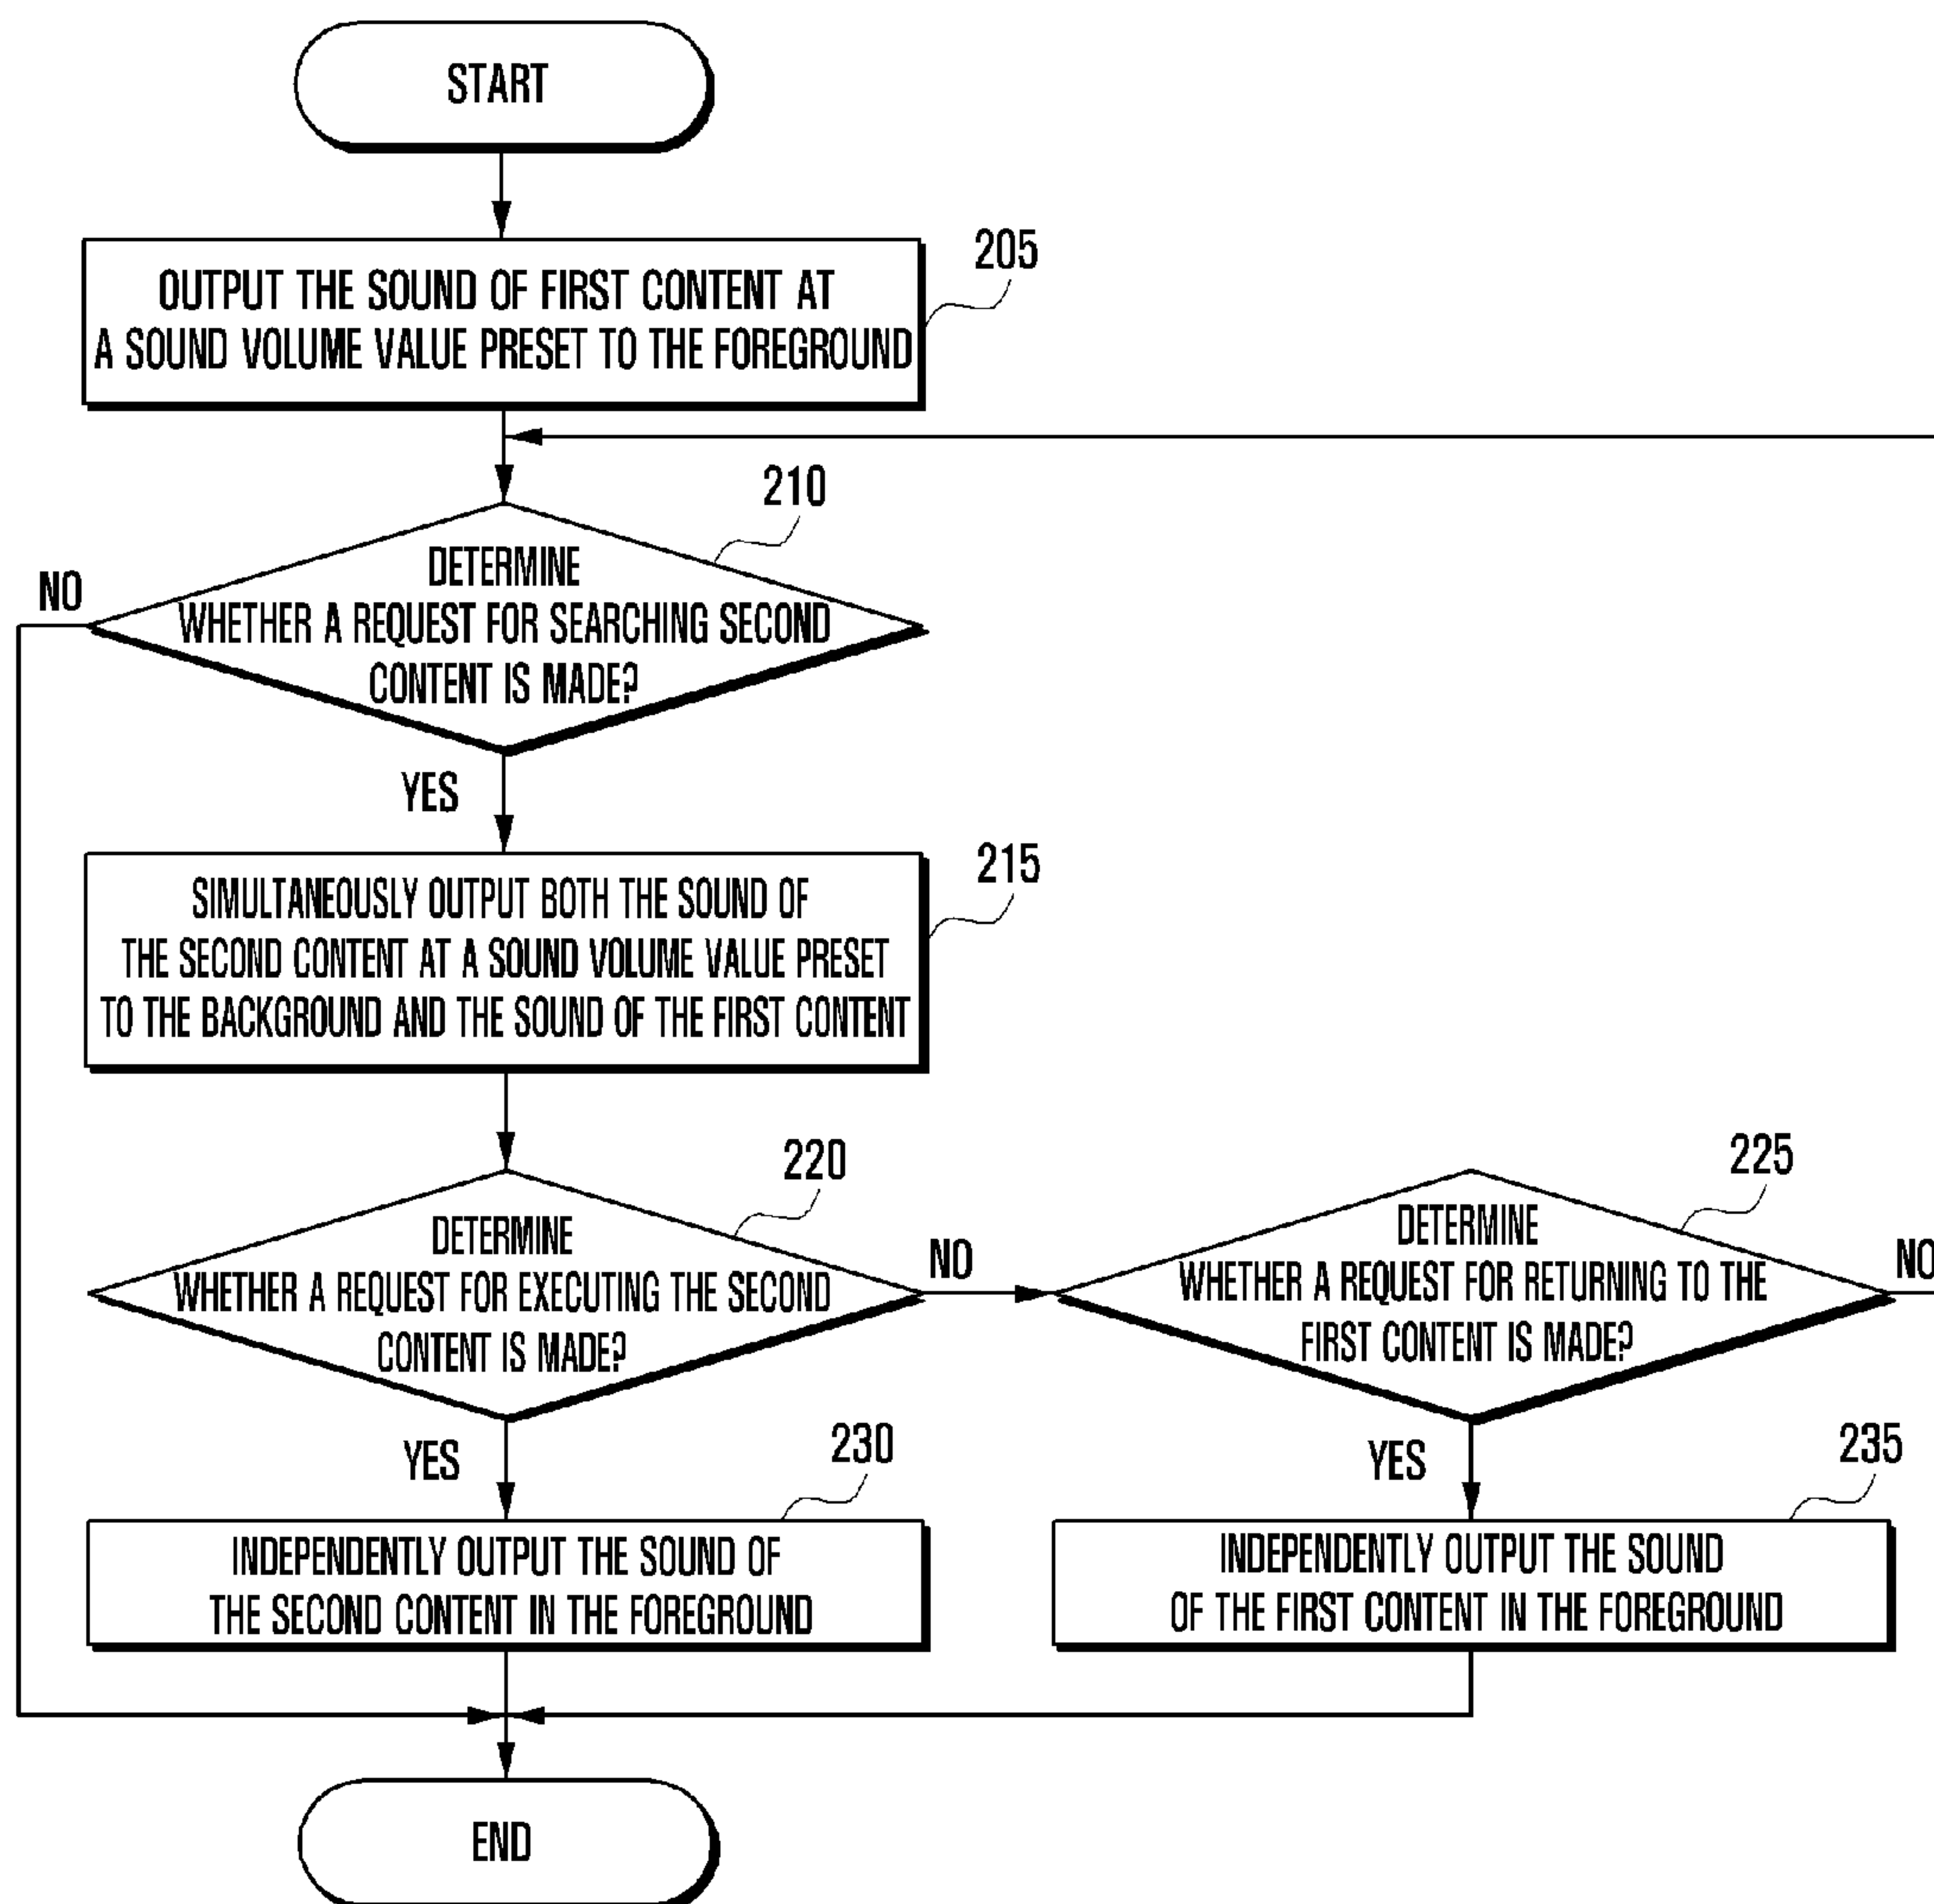 START
205
OUTPUT THE SOUND OF FIRST CONTENT AT
A SOUND VOLUME VALUE PRESET TO THE FOREGROUND
210
DETERMINE
WHETHER A REQUEST FOR SEARCHING SECOND
CONTENT IS MADE?
NO
YES
215
SIMULTANEOUSLY OUTPUT BOTH THE SOUND OF
THE SECOND CONTENT AT A SOUND VOLUME VALUE PRESET
TO THE BACKGROUND AND THE SOUND OF THE FIRST CONTENT
220
DETERMINE
WHETHER A REQUEST FOR EXECUTING THE SECOND
CONTENT IS MADE?
NO
225
DETERMINE
WHETHER A REQUEST FOR RETURNING TO THE
FIRST CONTENT IS MADE?
NO
YES
230
INDEPENDENTLY OUTPUT THE SOUND OF
THE SECOND CONTENT IN THE FOREGROUND
YES
235
INDEPENDENTLY OUTPUT THE SOUND
OF THE FIRST CONTENT IN THE FOREGROUND
END